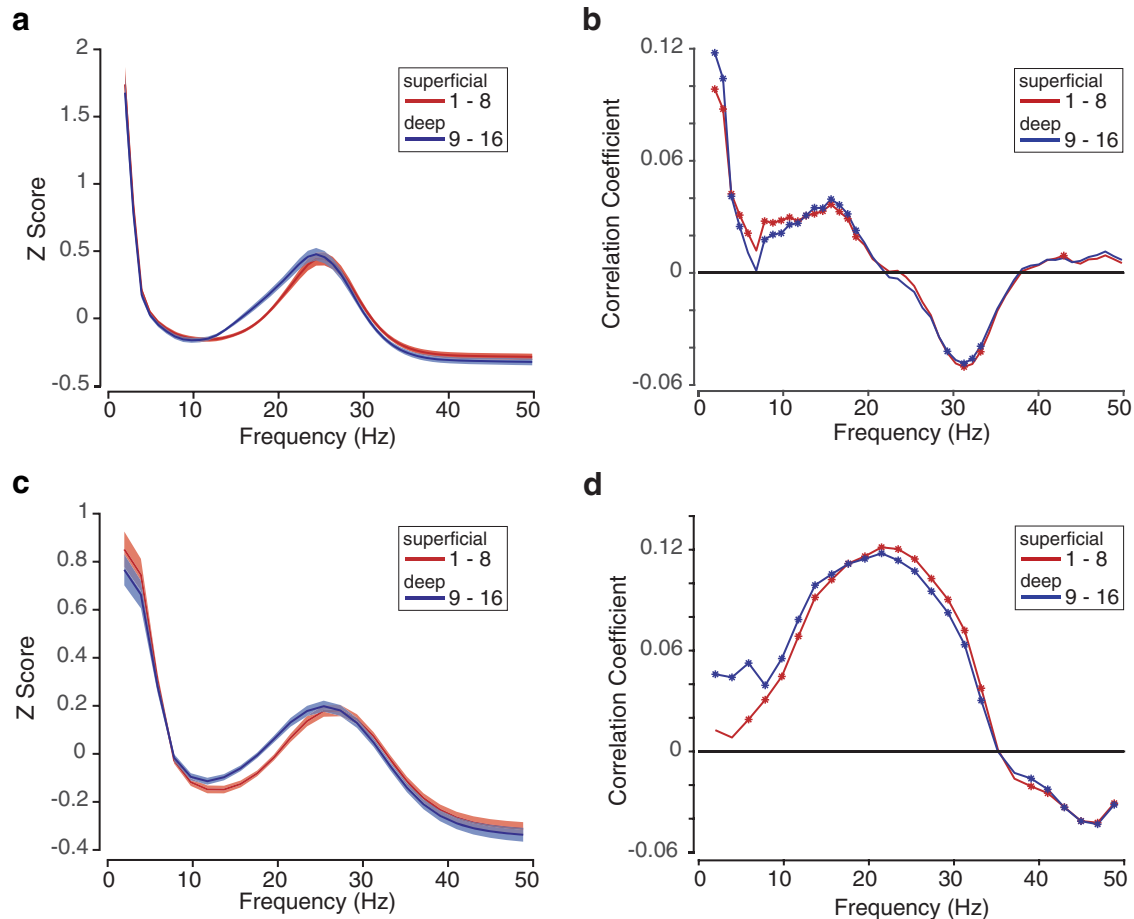 a
2
1.5
1
0.5
0
-0.5
Z Score
0 10 20 30 40 50
Frequency (Hz)
superficial
1 - 8
deep
9 - 16
b
0.12
0.06
0
-0.06
Correlation Coefficient
0 10 20 30 40 50
Frequency (Hz)
superficial
1 - 8
deep
9 - 16
c
1
0.8
0.6
0.4
0.2
0
-0.2
-0.4
Z Score
0 10 20 30 40 50
Frequency (Hz)
superficial
1 - 8
deep
9 - 16
d
0.12
0.06
0
-0.06
Correlation Coefficient
0 10 20 30 40 50
Frequency (Hz)
superficial
1 - 8
deep
9 - 16